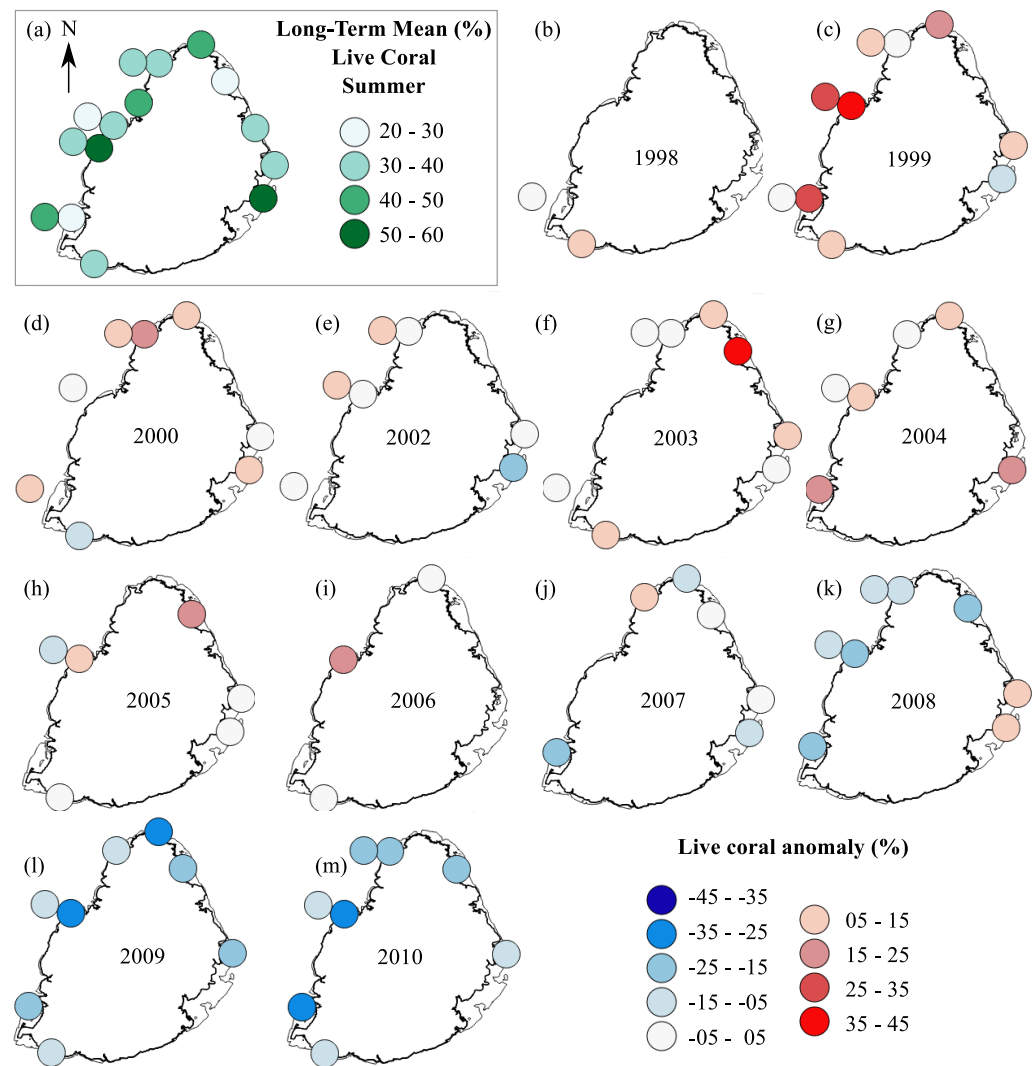 (a)
N
Long-Term Mean (%)
Live Coral
Summer
20 - 30
30 - 40
40 - 50
50 - 60
(b)
1998
(c)
1999
(d)
2000
(e)
2002
(f)
2003
(g)
2004
(h)
2005
(i)
2006
(j)
2007
(k)
2008
(l)
2009
(m)
2010
Live coral anomaly (%)
-45 - -35
-35 - -25
-25 - -15
-15 - -05
-05 - 05
05 - 15
15 - 25
25 - 35
35 - 45